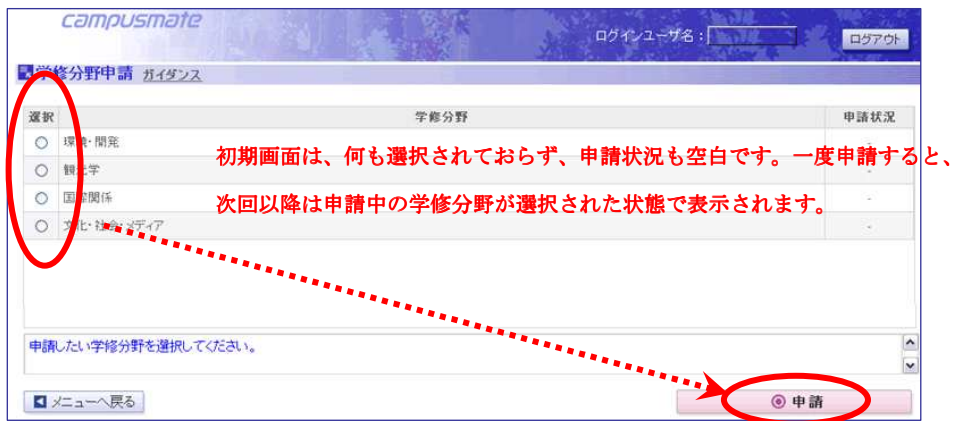 campusmate
ログインユーザ名：
ログアウト
学修分野申請 ガイダンス
選択 学修分野 申請状況
環境・開発 -
観光学 -
国際関係 -
文化・社会・メディア -
初期画面は、何も選択されておらず、申請状況も空白です。一度申請すると、
次回以降は申請中の学修分野が選択された状態で表示されます。
申請したい学修分野を選択してください。
メニューへ戻る
申請